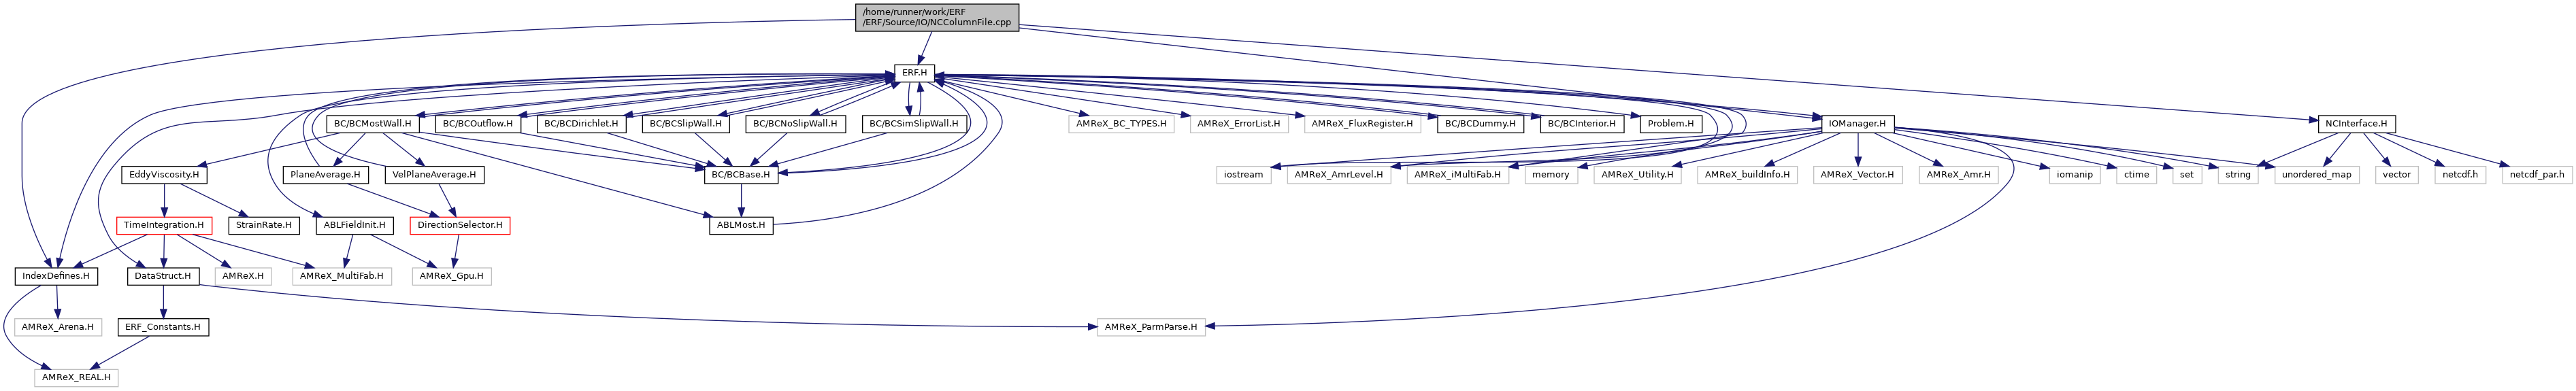 /home/runner/work/ERF
/ERF/Source/IO/NCColumnFile.cpp
ERF.H
BC/BCMostWall.H
BC/BCOutflow.H
BC/BCDirichlet.H
BC/BCSlipWall.H
BC/BCNoSlipWall.H
BC/BCSimSlipWall.H
AMReX_BC_TYPES.H
AMReX_ErrorList.H
AMReX_FluxRegister.H
BC/BCDummy.H
BC/BCInterior.H
Problem.H
IOManager.H
NCInterface.H
EddyViscosity.H
PlaneAverage.H
VelPlaneAverage.H
BC/BCBase.H
iostream
AMReX_AmrLevel.H
AMReX_iMultiFab.H
memory
AMReX_Utility.H
AMReX_buildInfo.H
AMReX_Vector.H
AMReX_Amr.H
iomanip
ctime
set
string
unordered_map
vector
netcdf.h
netcdf_par.h
TimeIntegration.H
StrainRate.H
ABLFieldInit.H
DirectionSelector.H
ABLMost.H
IndexDefines.H
DataStruct.H
AMReX.H
AMReX_MultiFab.H
AMReX_Gpu.H
AMReX_Arena.H
ERF_Constants.H
AMReX_ParmParse.H
AMReX_REAL.H